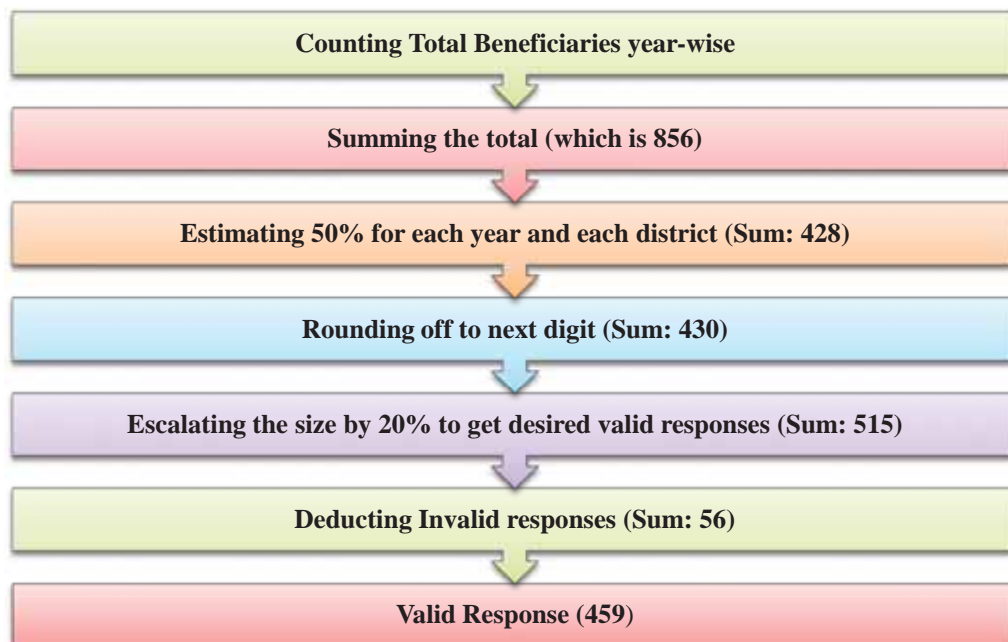 Counting Total Beneficiaries year-wise
Summing the total (which is 856)
Estimating 50% for each year and each district (Sum: 428)
Rounding off to next digit (Sum: 430)
Escalating the size by 20% to get desired valid responses (Sum: 515)
Deducting Invalid responses (Sum: 56)
Valid Response (459)